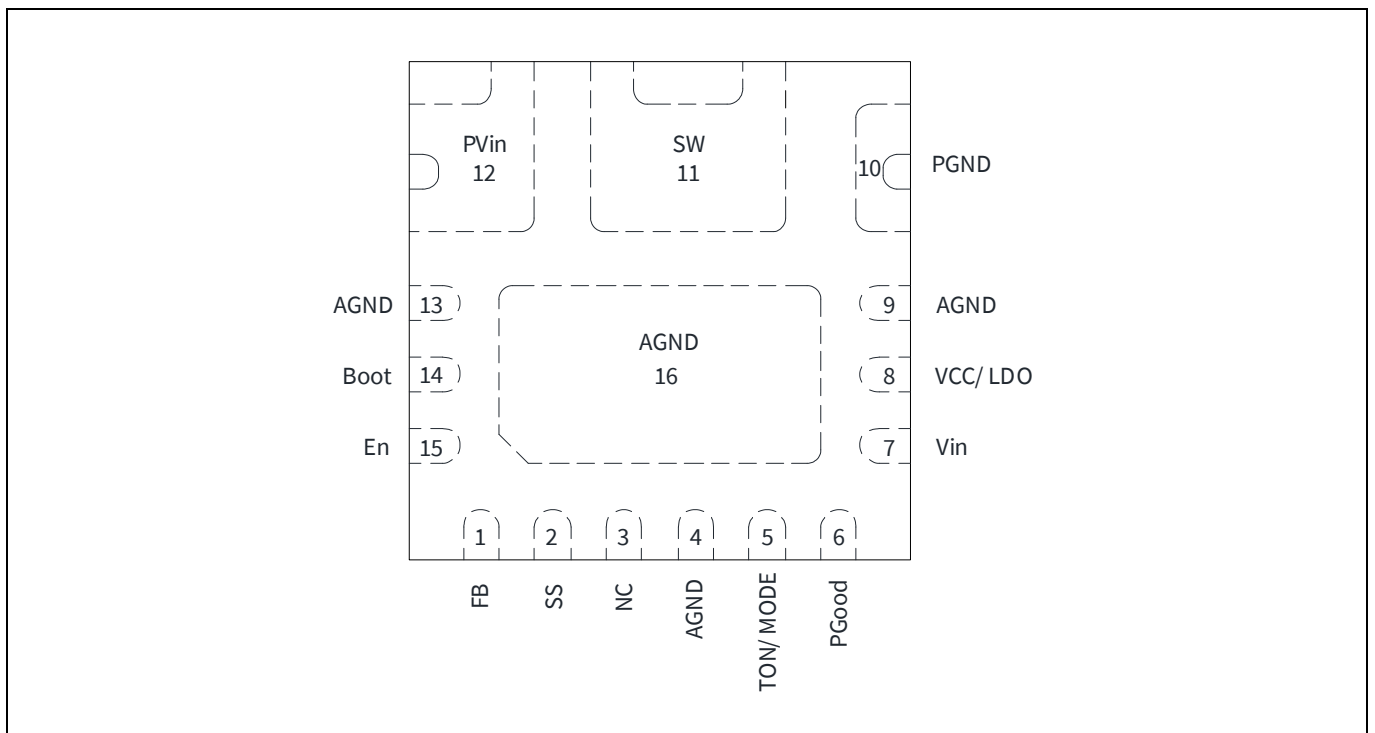 PVin
12
SW
11
10
PGND
AGND
13
9
AGND
AGND
16
Boot
14
8
VCC/ LDO
En
15
7
Vin
1
2
3
4
5
6
FB
SS
NC
AGND
TON/ MODE
PGood